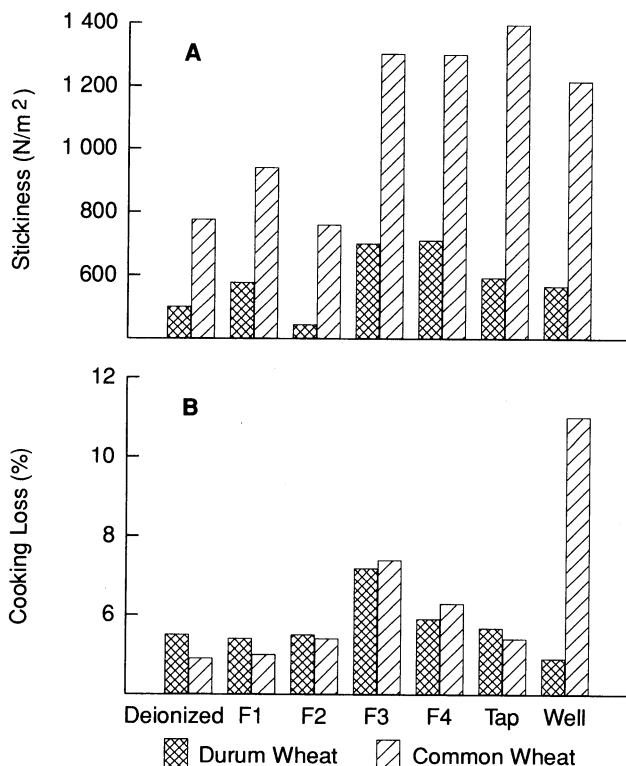 Stickiness (N/m²)
1 400
1 200
1 000
800
600
A
Cooking Loss (%)
12
10
8
6
B
Deionized F1 F2 F3 F4 Tap Well
Durum Wheat Common Wheat